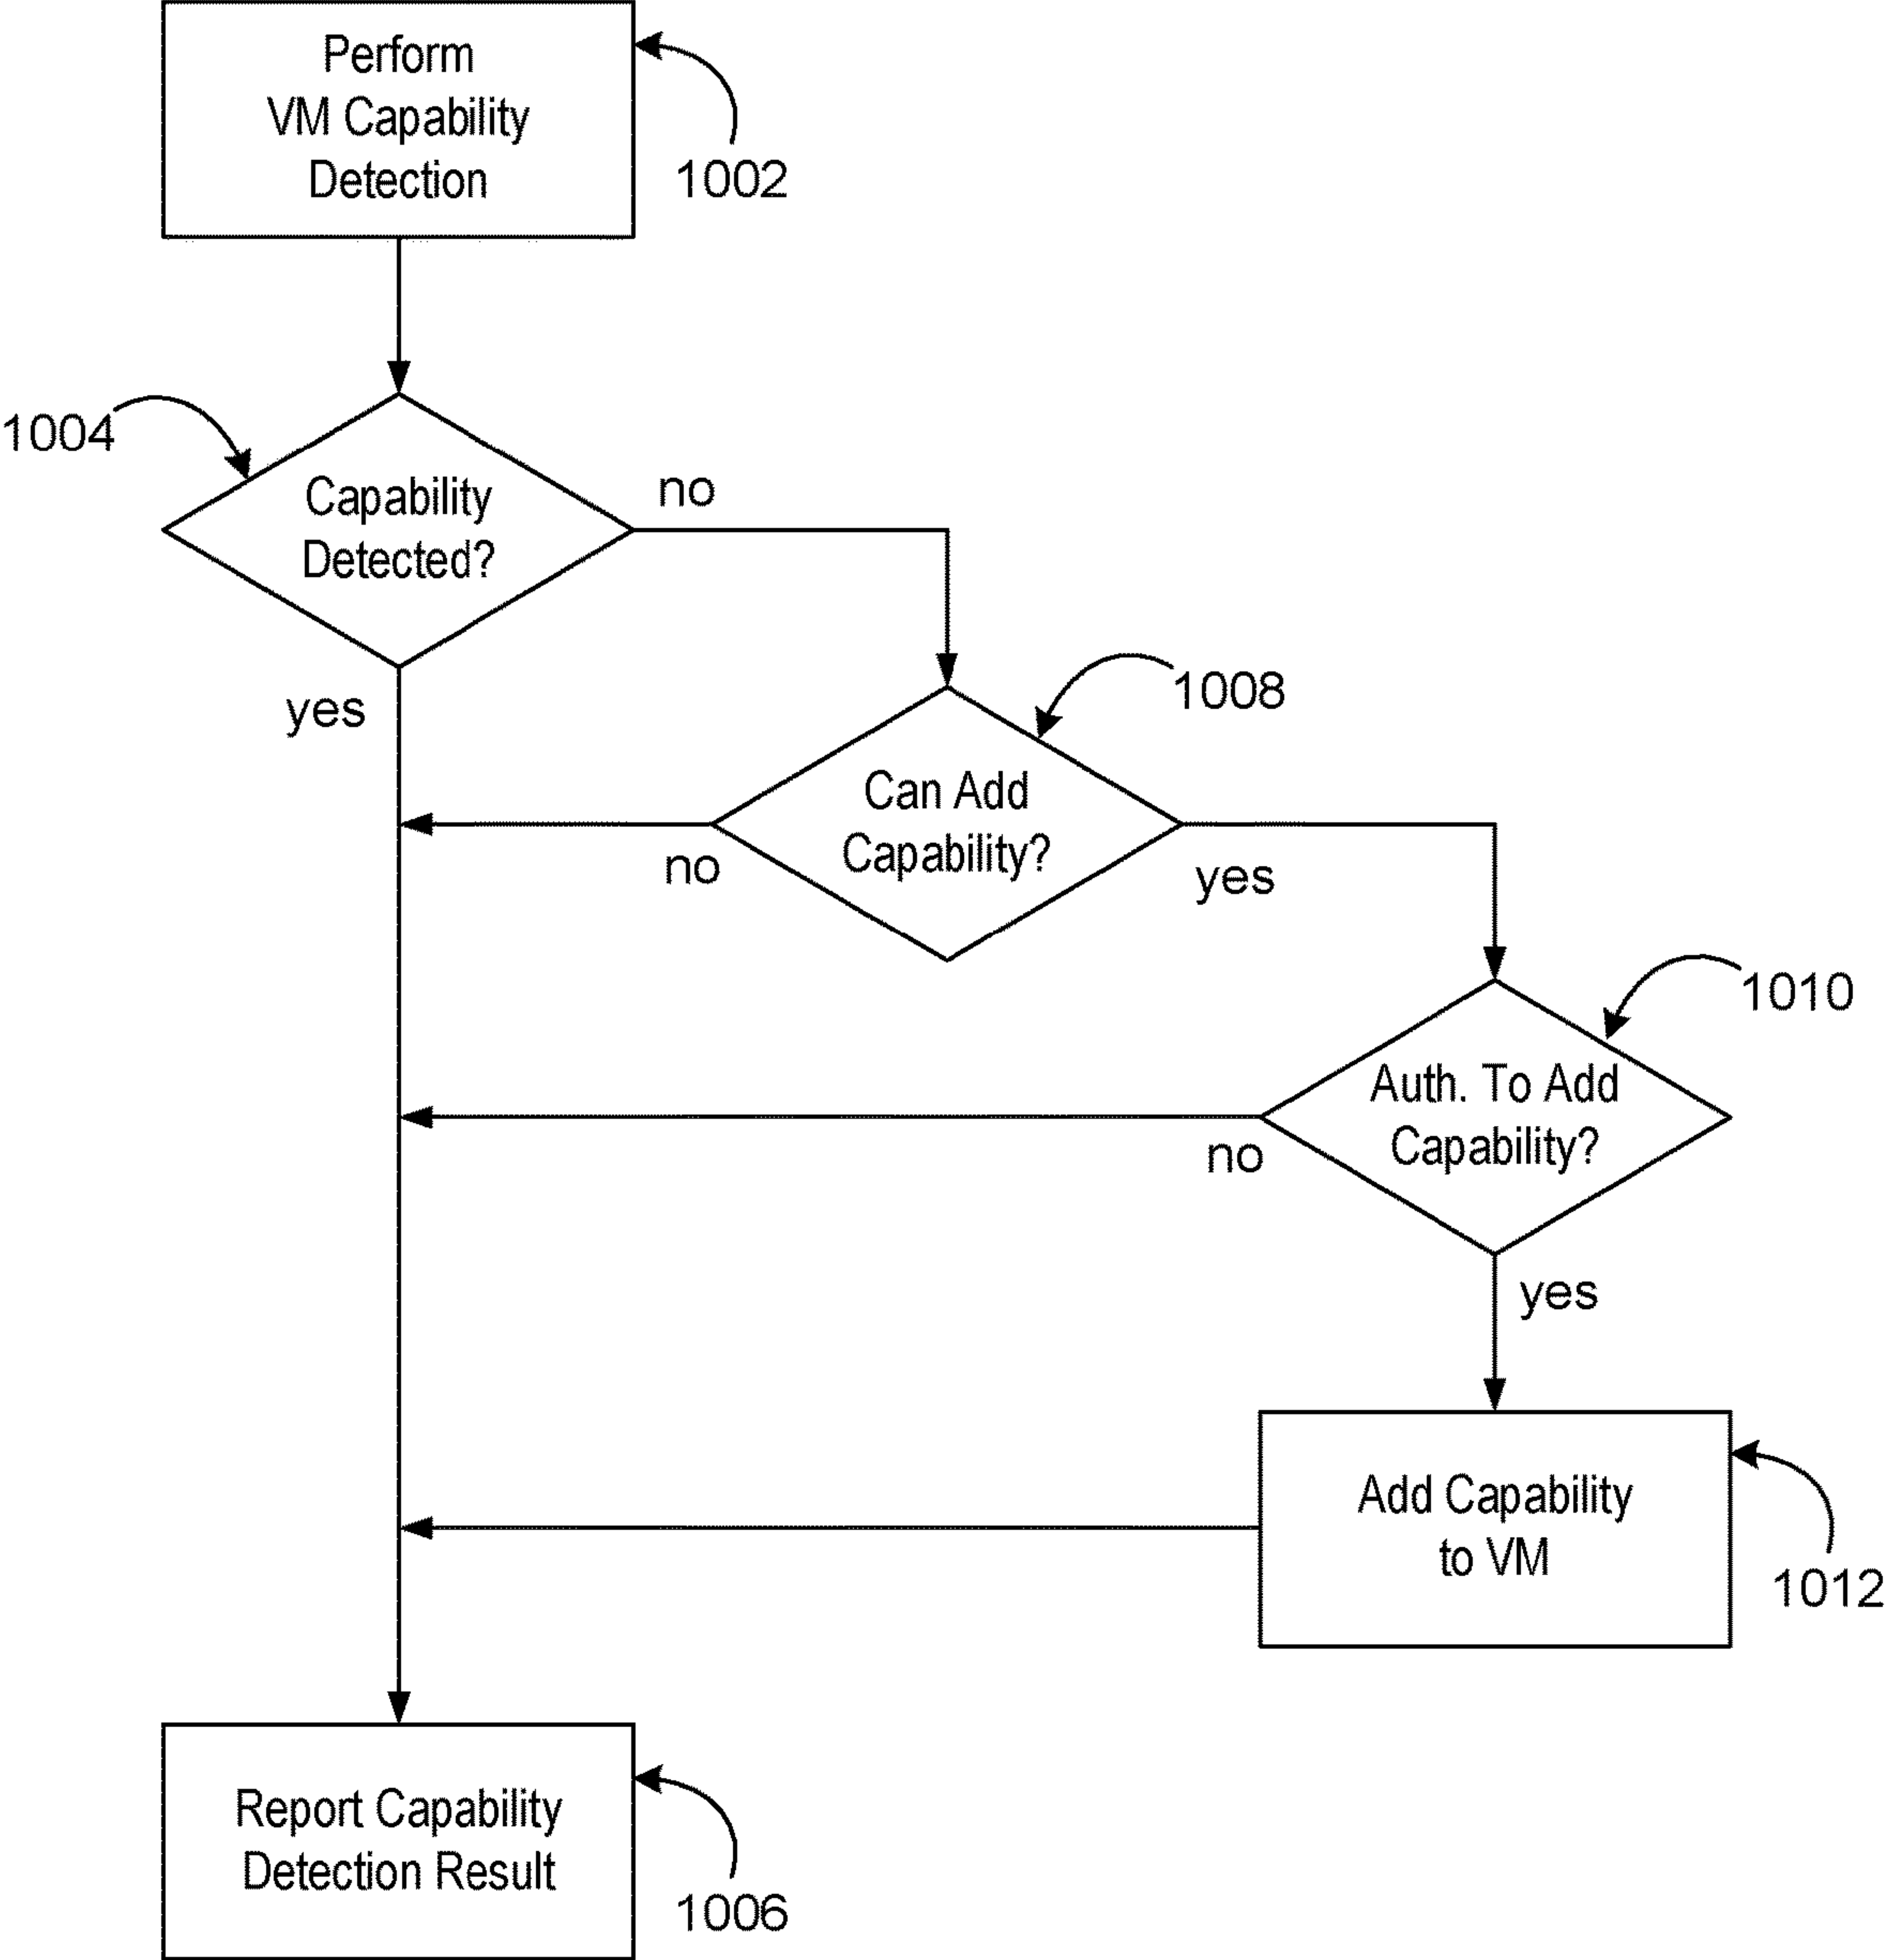 Perform
VM Capability
Detection
1002
1004
Capability
Detected?
no
yes
1008
Can Add
Capability?
no
yes
1010
Auth. To Add
Capability?
no
yes
Add Capability
to VM
1012
Report Capability
Detection Result
1006